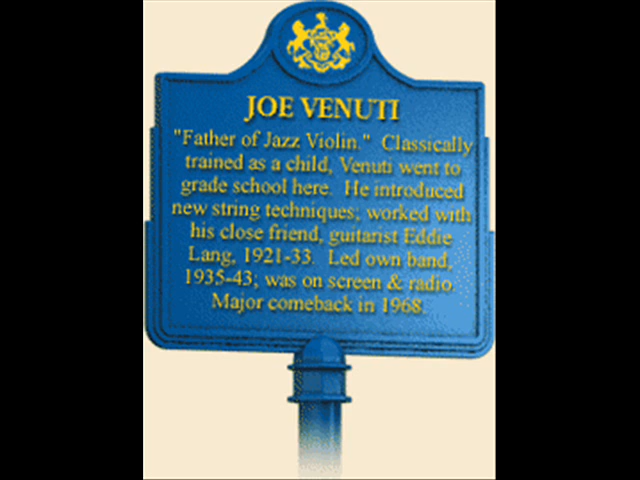 JOE VENUTI
"Father of Jazz Violin." Classically
trained as a child, Venuti went to
grade school here. He introduced
new string techniques; worked with
his close friend, guitarist Eddie
Lang, 1921-33. Led own band,
1935-43; was on screen & radio.
Major comeback in 1968.